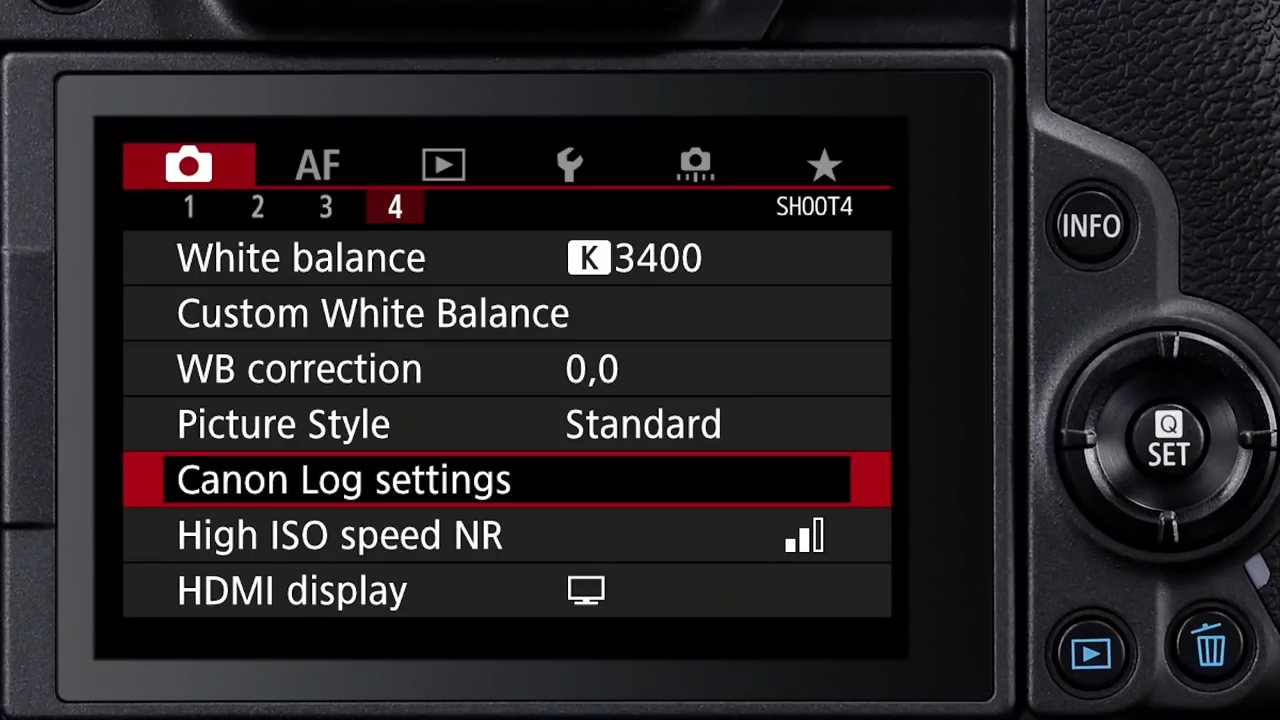 AF
1 2 3 4 SHOOT4
White balance K 3400
Custom White Balance
WB correction 0,0
Picture Style Standard
Canon Log settings
High ISO speed NR
HDMI display
INFO
Q
SET